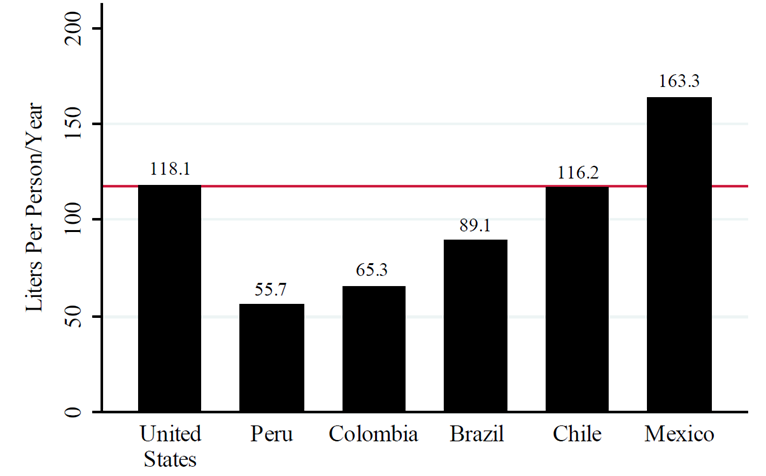 Liters Per Person/Year
200
150
100
50
0
118.1
55.7
65.3
89.1
116.2
163.3
United
States
Peru
Colombia
Brazil
Chile
Mexico